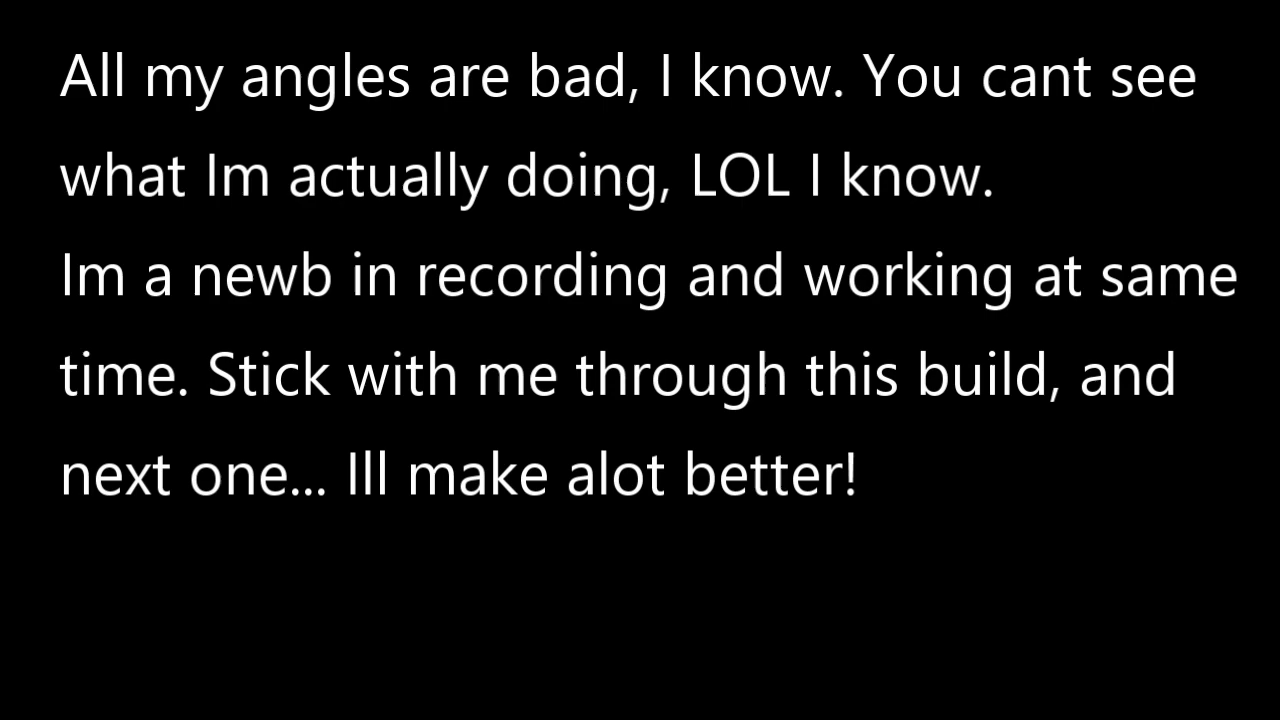 All my angles are bad, I know. You cant see
what Im actually doing, LOL I know.
Im a newb in recording and working at same
time. Stick with me through this build, and
next one... Ill make alot better!